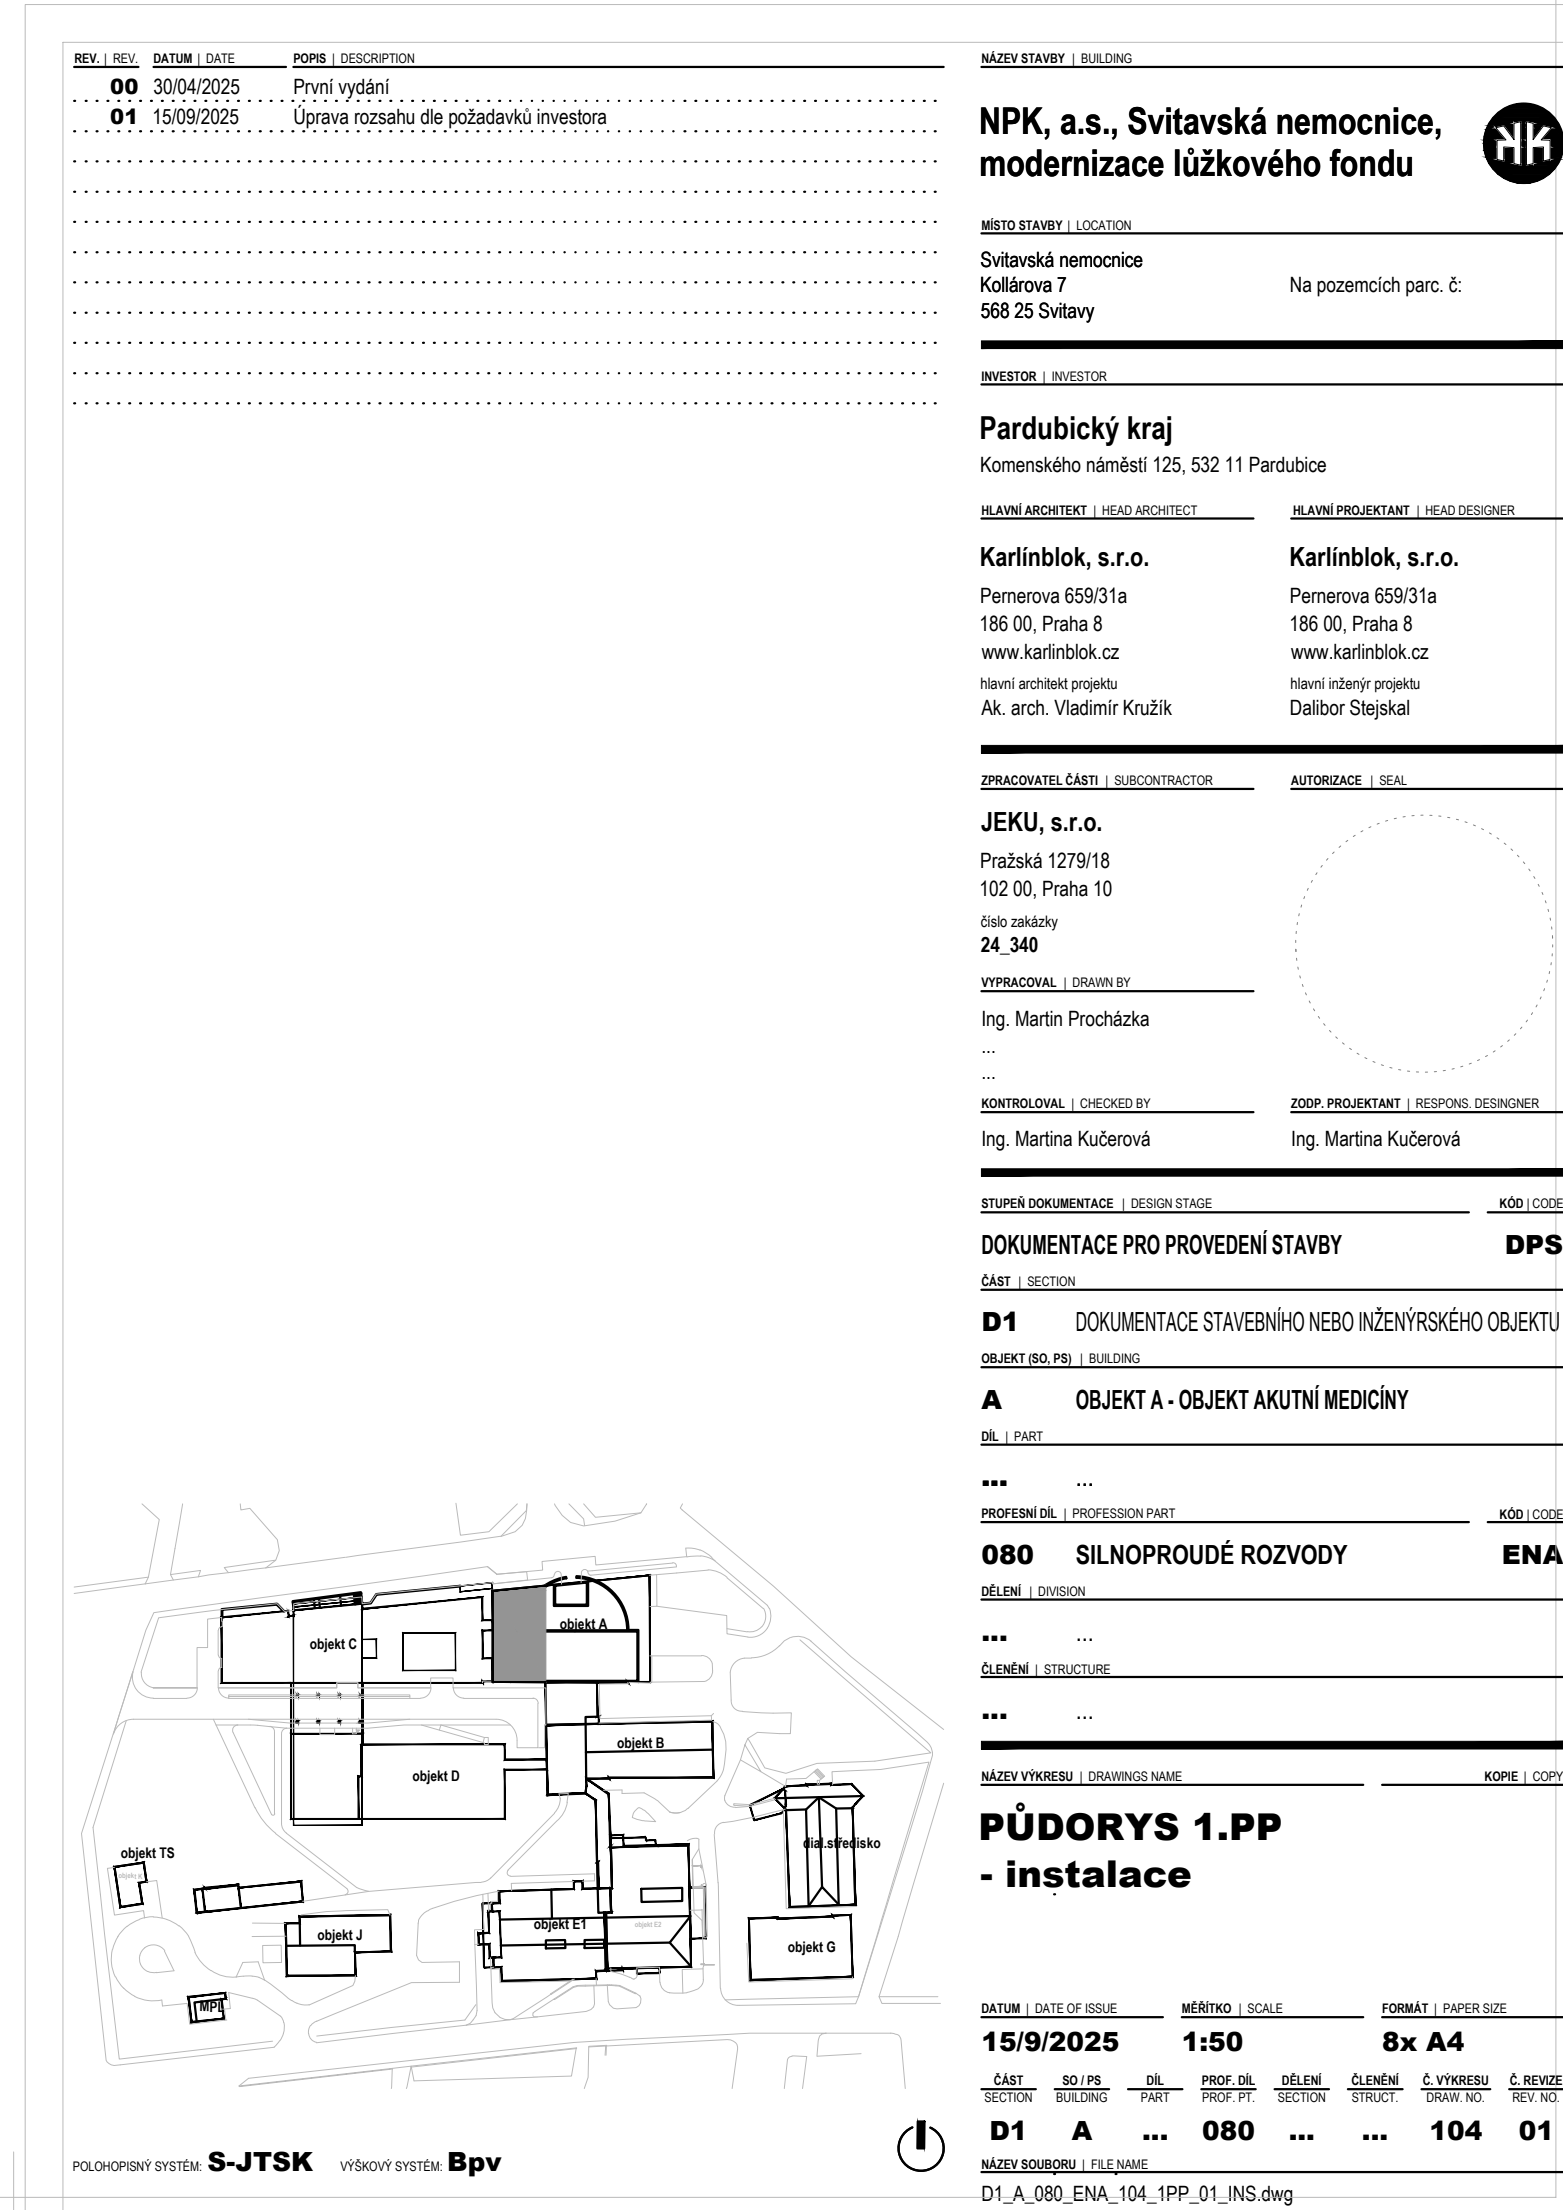 REV. | REV. DATUM | DATE POPIS | DESCRIPTION
00 30/04/2025 První vydání
01 15/09/2025 Úprava rozsahu dle požadavků investora
NÁZEV STAVBY | BUILDING
NPK, a.s., Svitavská nemocnice,
modernizace lůžkového fondu
MÍSTO STAVBY | LOCATION
Svitavská nemocnice
Kollárova 7 Na pozemcích parc. č:
568 25 Svitavy
INVESTOR | INVESTOR
Pardubický kraj
Komenského náměstí 125, 532 11 Pardubice
HLAVNÍ ARCHITEKT | HEAD ARCHITECT HLAVNÍ PROJEKTANT | HEAD DESIGNER
Karlínblok, s.r.o. Karlínblok, s.r.o.
Pernerova 659/31a Pernerova 659/31a
186 00, Praha 8 186 00, Praha 8
www.karlinblok.cz www.karlinblok.cz
hlavní architekt projektu hlavní inženýr projektu
Ak. arch. Vladimír Kružík Dalibor Stejskal
ZPRACOVATEL ČÁSTI | SUBCONTRACTOR AUTORIZACE | SEAL
JEKU, s.r.o.
Pražská 1279/18
102 00, Praha 10
číslo zakázky
24_340
VYPRACOVAL | DRAWN BY
Ing. Martin Procházka
...
...
KONTROLOVAL | CHECKED BY ZODP. PROJEKTANT | RESPONS. DESINGNER
Ing. Martina Kučerová Ing. Martina Kučerová
STUPEŇ DOKUMENTACE | DESIGN STAGE KÓD | CODE
DOKUMENTACE PRO PROVEDENÍ STAVBY DPS
ČÁST | SECTION
D1 DOKUMENTACE STAVEBNÍHO NEBO INŽENÝRSKÉHO OBJEKTU
OBJEKT (SO, PS) | BUILDING
A OBJEKT A - OBJEKT AKUTNÍ MEDICÍNY
DÍL | PART
... ...
PROFESNÍ DÍL | PROFESSION PART KÓD | CODE
080 SILNOPROUDÉ ROZVODY ENA
DĚLENÍ | DIVISION
... ...
ČLENĚNÍ | STRUCTURE
... ...
NÁZEV VÝKRESU | DRAWINGS NAME KOPIE | COPY
PŮDORYS 1.PP
- instalace
DATUM | DATE OF ISSUE MĚŘÍTKO | SCALE FORMÁT | PAPER SIZE
15/9/2025 1:50 8x A4
ČÁST SO / PS DÍL PROF. DÍL DĚLENÍ ČLENĚNÍ Č. VÝKRESU Č. REVIZE
SECTION BUILDING PART PROF. PT. SECTION STRUCT. DRAW. NO. REV. NO.
D1 A ... 080 ... ... 104 01
NÁZEV SOUBORU | FILE NAME
D1_A_080_ENA_104_1PP_01_INS.dwg
objekt A
objekt C
objekt B
objekt D
dial.středisko
objekt TS
objekt E1
objekt E2
objekt J
objekt G
MPL
POLOHOPISNÝ SYSTÉM: S-JTSK VÝŠKOVÝ SYSTÉM: Bpv